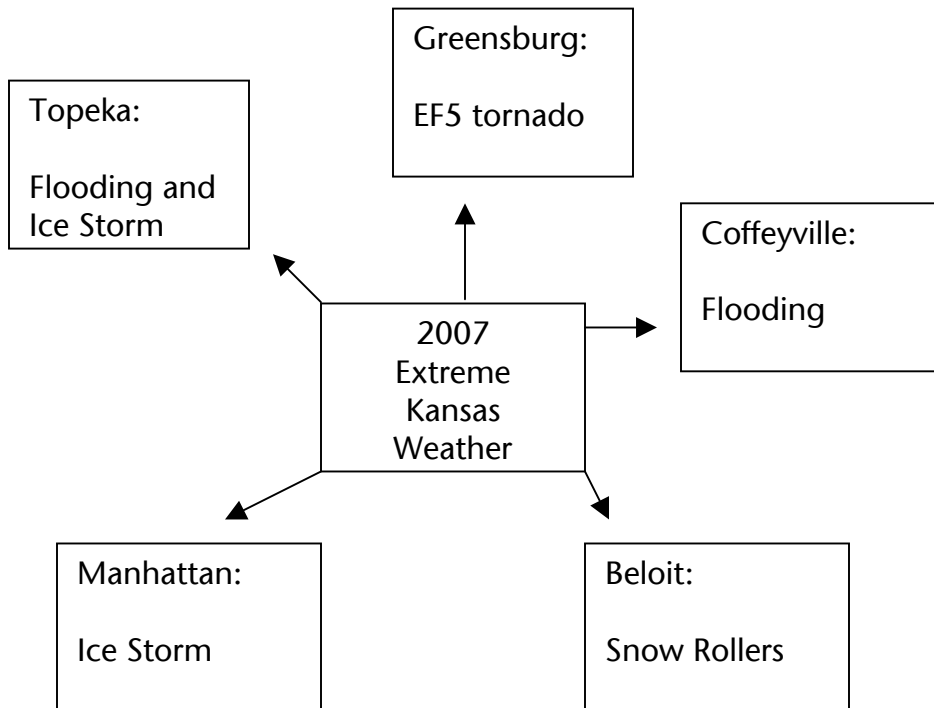 Greensburg:
EF5 tornado
Topeka:
Flooding and
Ice Storm
Coffeyville:
Flooding
2007
Extreme
Kansas
Weather
Manhattan:
Ice Storm
Beloit:
Snow Rollers